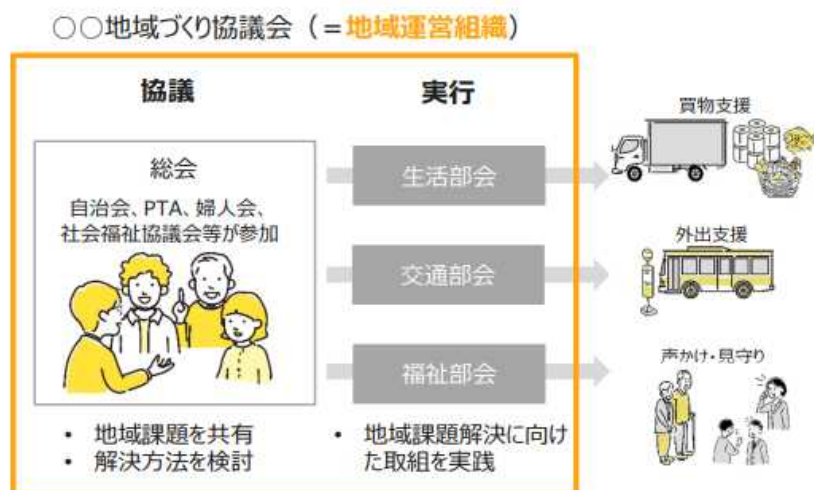 ○○地域づくり協議会（＝地域運営組織）
協議
総会
自治会、PTA、婦人会、
社会福祉協議会等が参加
• 地域課題を共有
• 解決方法を検討
実行
生活部会
交通部会
福祉部会
• 地域課題解決に向け
た取組を実践
買物支援
外出支援
声かけ・見守り